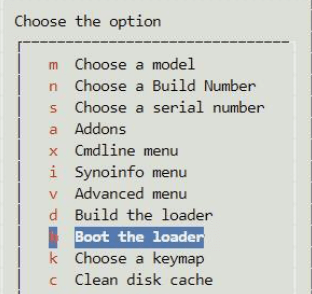 Choose the option
m Choose a model
n Choose a Build Number
s Choose a serial number
a Addons
x Cmdline menu
i Synoinfo menu
v Advanced menu
d Build the loader
Boot the loader
k Choose a keymap
c Clean disk cache